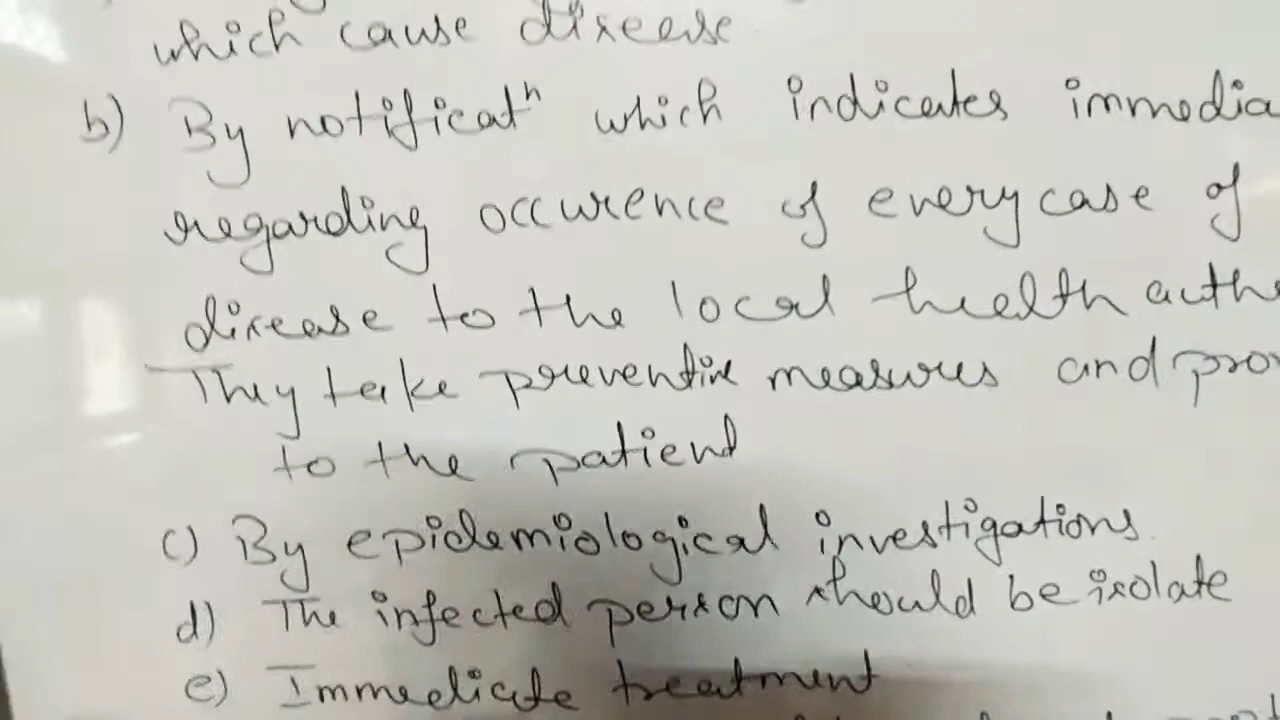 which cause disease
b) By notificatⁿ which indicates immedia
regarding occurence of every case of
disease to the local health auth
They take preventive measures and pro
to the patient
c) By epidemiological investigations.
d) The infected person should be isolate
e) Immediate treatment